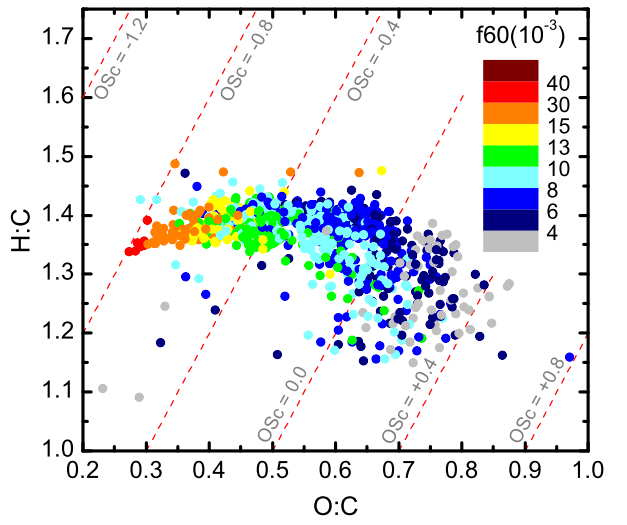 f60(10⁻³)
OSc = -1.2
OSc = -0.8
OSc = -0.4
40
30
15
13
10
8
6
4
OSc = 0.0
OSc = +0.4
OSc = +0.8
H:C
1.7
1.6
1.5
1.4
1.3
1.2
1.1
1.0
0.2 0.3 0.4 0.5 0.6 0.7 0.8 0.9 1.0
O:C